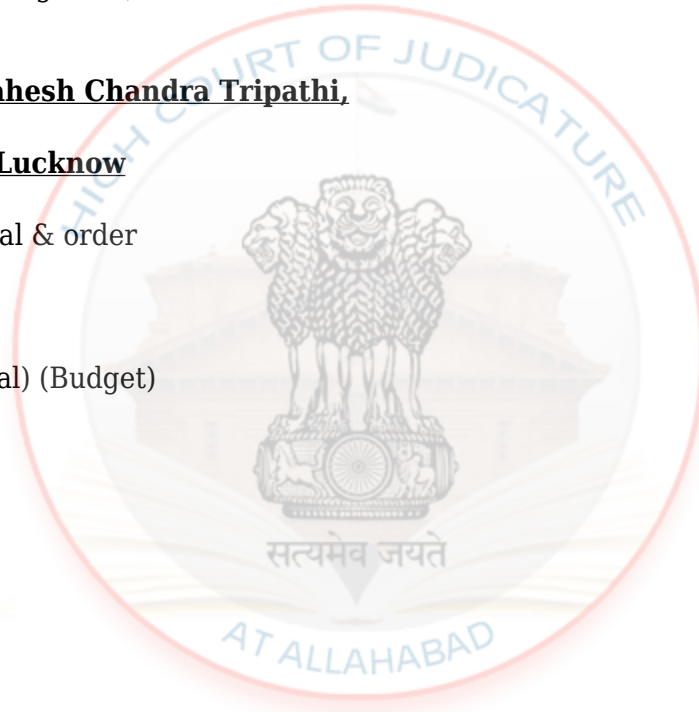 ahesh Chandra Tripathi,
Lucknow
al & order
al) (Budget)
HIGH COURT OF JUDICATURE
सत्यमेव जयते
AT ALLAHABAD